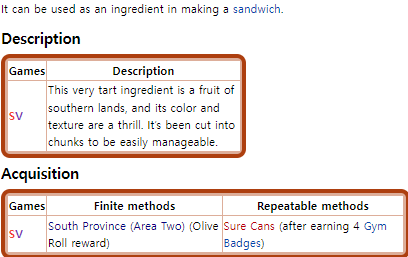 It can be used as an ingredient in making a sandwich.
Description
Games Description
SV This very tart ingredient is a fruit of
southern lands, and its color and
texture are a thrill. It's been cut into
chunks to be easily manageable.
Acquisition
Games Finite methods Repeatable methods
SV South Province (Area Two) (Olive Sure Cans (after earning 4 Gym
Roll reward) Badges)